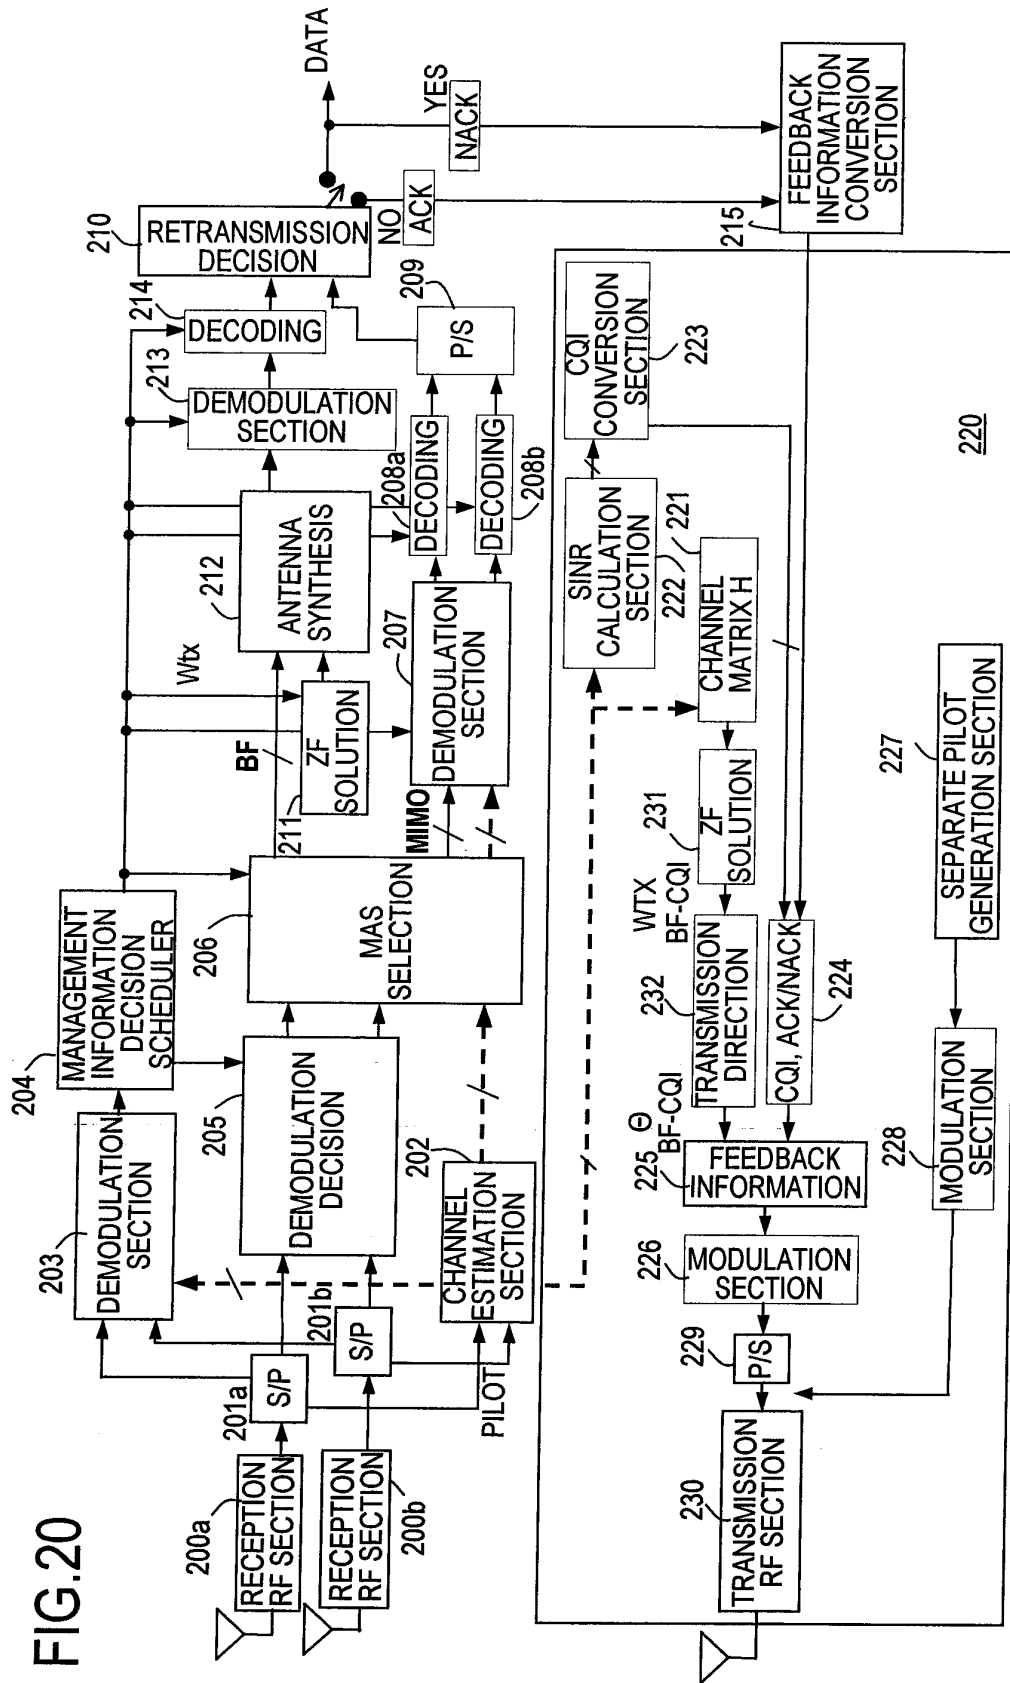 FIG.20
200a
RECEPTION
RF SECTION
RECEPTION
RF SECTION
200b
201a
S/P
201b
S/P
PILOT
203
DEMODULATION
SECTION
204
MANAGEMENT
INFORMATION
DECISION
SCHEDULER
205
DEMODULATION
DECISION
202
CHANNEL
ESTIMATION
SECTION
206
MAS
SELECTION
Wtx
BF
211
ZF
SOLUTION
MIMO
207
DEMODULATION
SECTION
212
ANTENNA
SYNTHESIS
213
DEMODULATION
SECTION
214
DECODING
208a
DECODING
DECODING
208b
209
P/S
210
RETRANSMISSION
DECISION
DATA
NO
ACK
YES
NACK
215
FEEDBACK
INFORMATION
CONVERSION
SECTION
220
SINR
CALCULATION
SECTION
222
CQI
CONVERSION
SECTION
223
221
CHANNEL
MATRIX H
231
ZF
SOLUTION
WTX
BF-CQI
232
TRANSMISSION
DIRECTION
CQI, ACK/NACK
224
Θ
BF-CQI
225
FEEDBACK
INFORMATION
226
MODULATION
SECTION
229
P/S
230
TRANSMISSION
RF SECTION
SEPARATE PILOT
GENERATION SECTION
227
228
MODULATION
SECTION